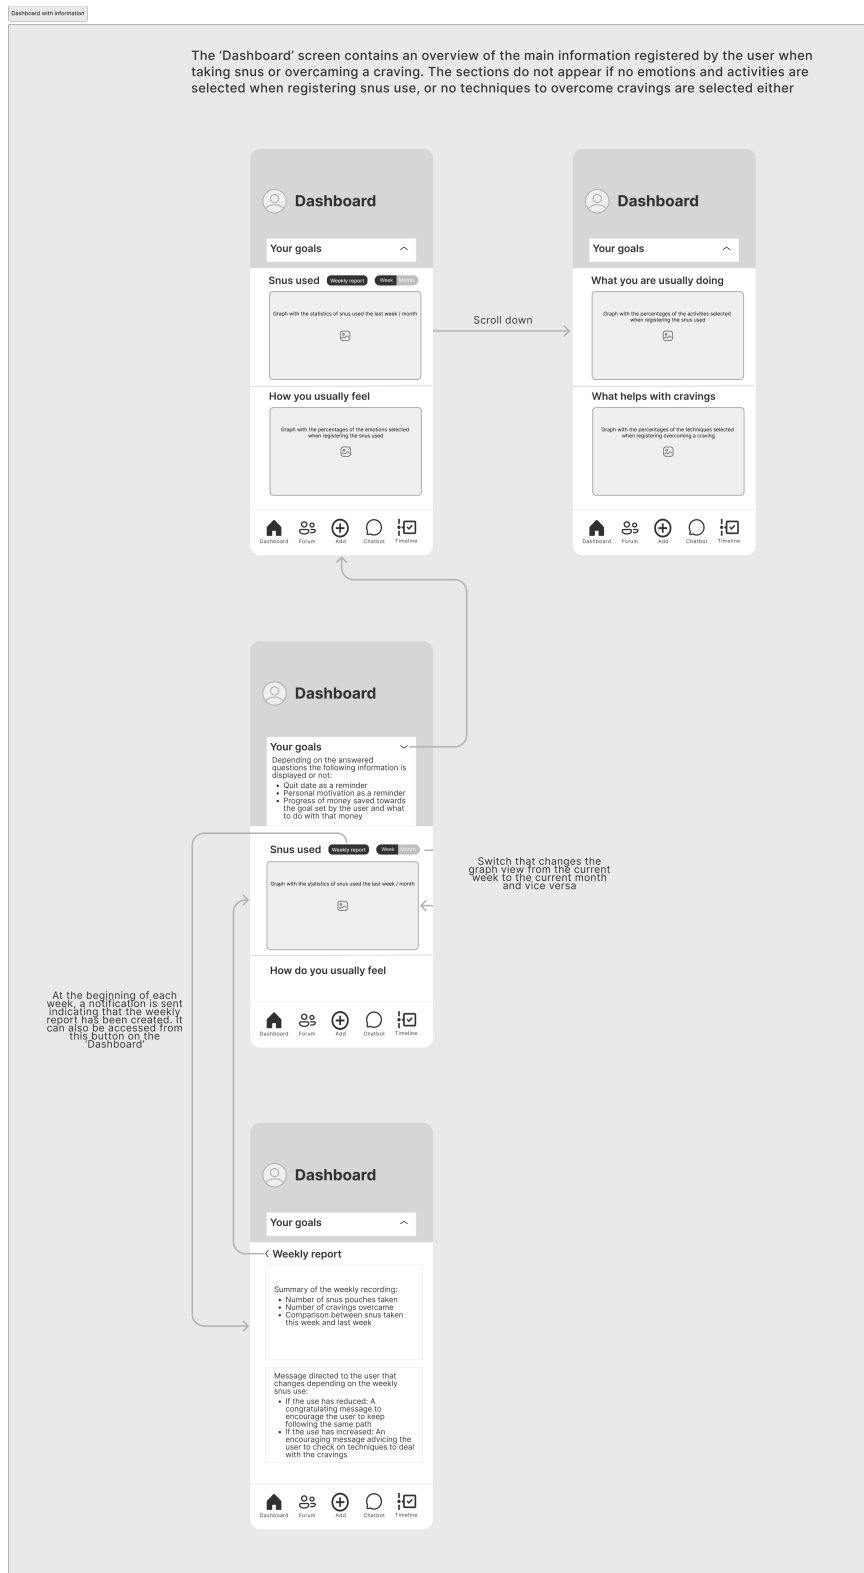 Dashboard with information
The ‘Dashboard’ screen contains an overview of the main information registered by the user when
taking snus or overcaming a craving. The sections do not appear if no emotions and activities are
selected when registering snus use, or no techniques to overcome cravings are selected either
Dashboard
Your goals
Snus used
Weekly report
Week
Month
Graph with the statistics of snus used the last week / month
How you usually feel
Graph with the percentages of the emotions selected
when registering the snus used
Dashboard
Forum
Add
Chatbot
Timeline
Scroll down
Dashboard
Your goals
What you are usually doing
Graph with the percentages of the activities selected
when registering the snus used
What helps with cravings
Graph with the percentages of the techniques selected
when registering overcoming a craving
Dashboard
Forum
Add
Chatbot
Timeline
Dashboard
Your goals
Depending on the answered
questions the following information is
displayed or not:
• Quit date as a reminder
• Personal motivation as a reminder
• Progress of money saved towards
the goal set by the user and what
to do with that money
Snus used
Weekly report
Week
Month
Graph with the statistics of snus used the last week / month
How do you usually feel
Dashboard
Forum
Add
Chatbot
Timeline
Switch that changes the
graph view from the current
week to the current month
and vice versa
At the beginning of each
week, a notification is sent
indicating that the weekly
report has been created. It
can also be accessed from
this button on the
‘Dashboard’
Dashboard
Your goals
Weekly report
Summary of the weekly recording:
• Number of snus pouches taken
• Number of cravings overcame
• Comparison between snus taken
this week and last week
Message directed to the user that
changes depending on the weekly
snus use:
• If the use has reduced: A
congratulating message to
encourage the user to keep
following the same path
• If the use has increased: An
encouraging message advicing the
user to check on techniques to deal
with the cravings
Dashboard
Forum
Add
Chatbot
Timeline